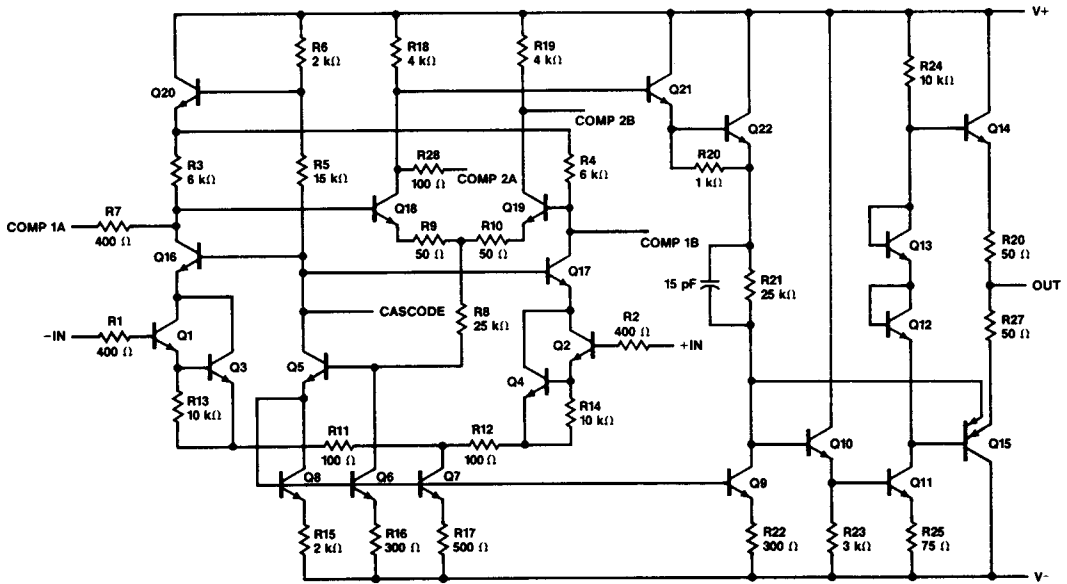 V+
R6
2 kΩ
R18
4 kΩ
R19
4 kΩ
R24
10 kΩ
Q20
Q21
Q14
COMP 2B
Q22
R3
6 kΩ
R5
15 kΩ
R28
100 Ω
COMP 2A
R4
6 kΩ
R20
1 kΩ
COMP 1A
R7
400 Ω
Q18
R9
50 Ω
R10
50 Ω
Q19
COMP 1B
Q13
R20
50 Ω
Q16
Q17
15 pF
R21
25 kΩ
OUT
CASCODE
R8
25 kΩ
Q12
R27
50 Ω
−IN
R1
400 Ω
Q1
Q3
Q5
Q2
R2
400 Ω
+IN
Q4
R13
10 kΩ
R14
10 kΩ
R11
100 Ω
R12
100 Ω
Q10
Q15
Q8
Q6
Q7
Q9
Q11
R15
2 kΩ
R16
300 Ω
R17
500 Ω
R22
300 Ω
R23
3 kΩ
R25
75 Ω
V-